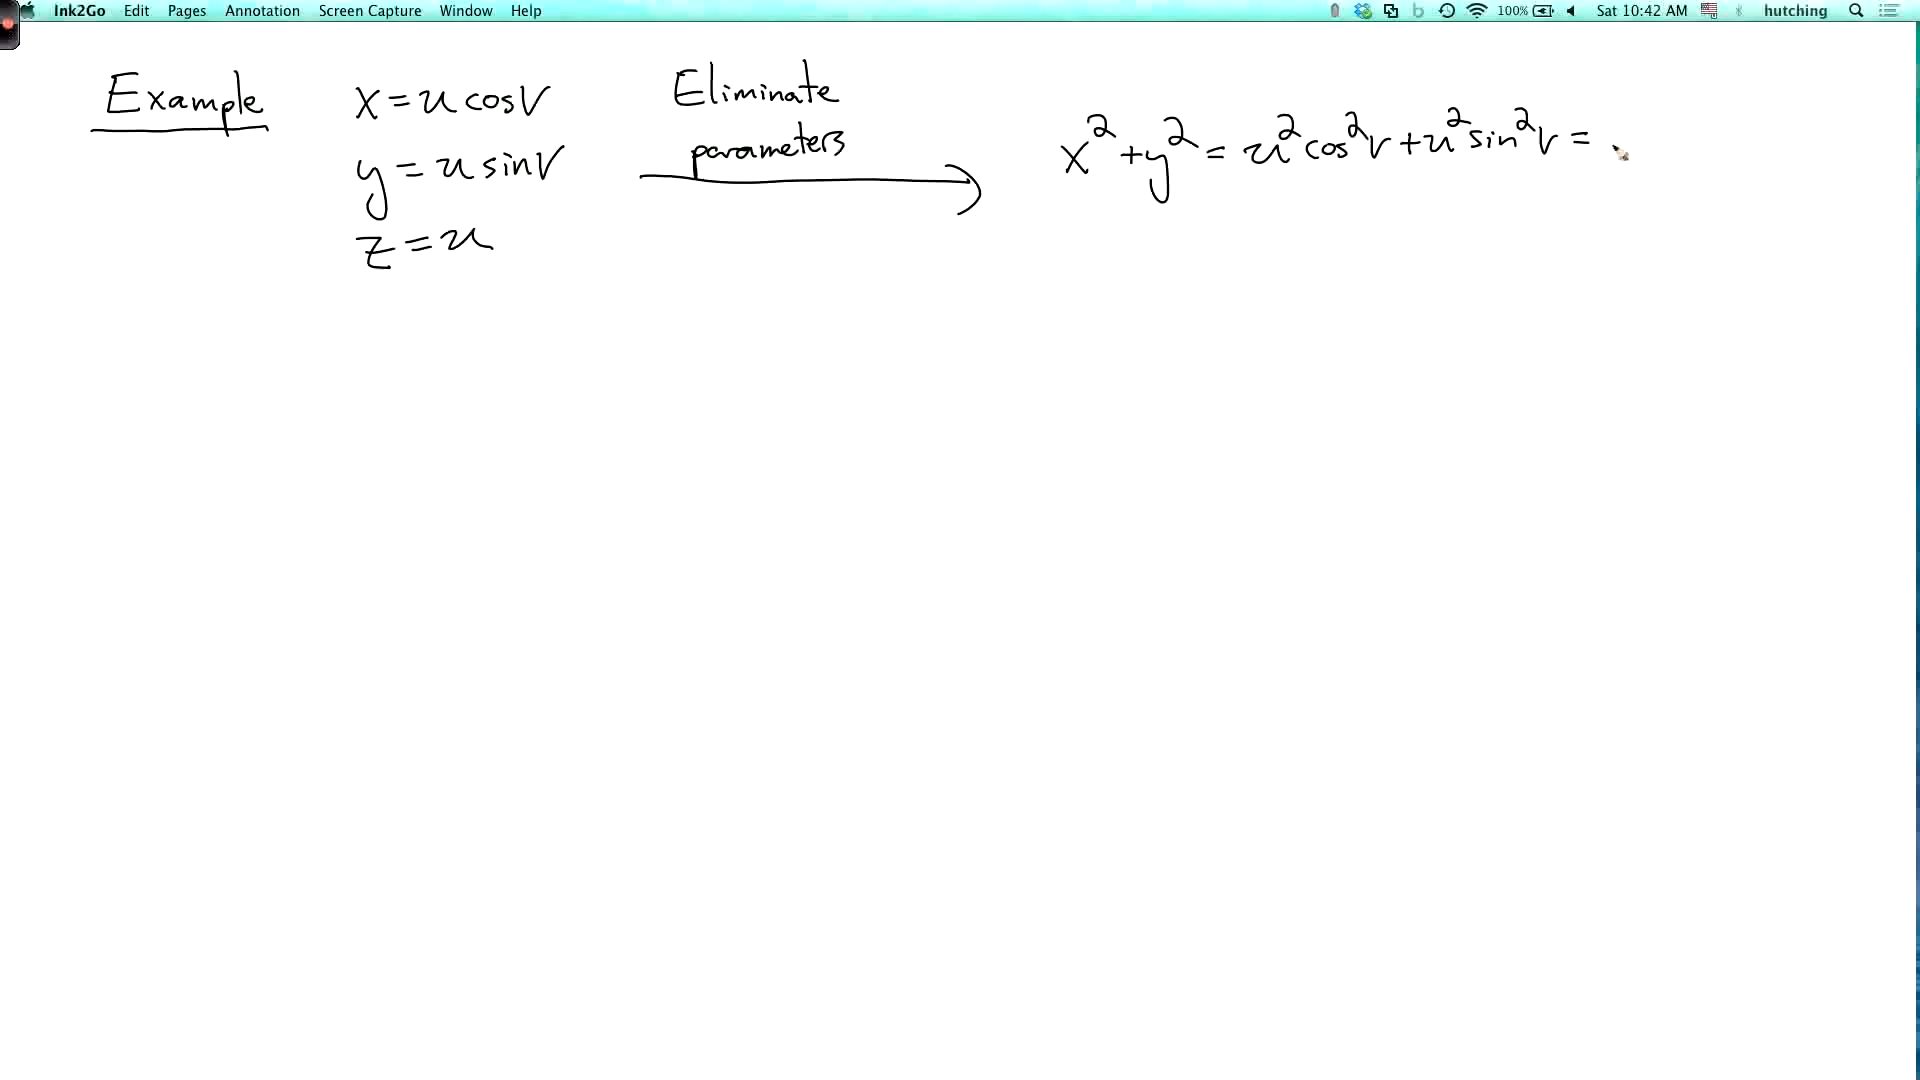 Ink2Go Edit Pages Annotation Screen Capture Window Help 100% Sat 10:42 AM hutching
Example
x = u cos v
y = u sin v
z = u
Eliminate
parameters
x² + y² = u² cos² v + u² sin² v =